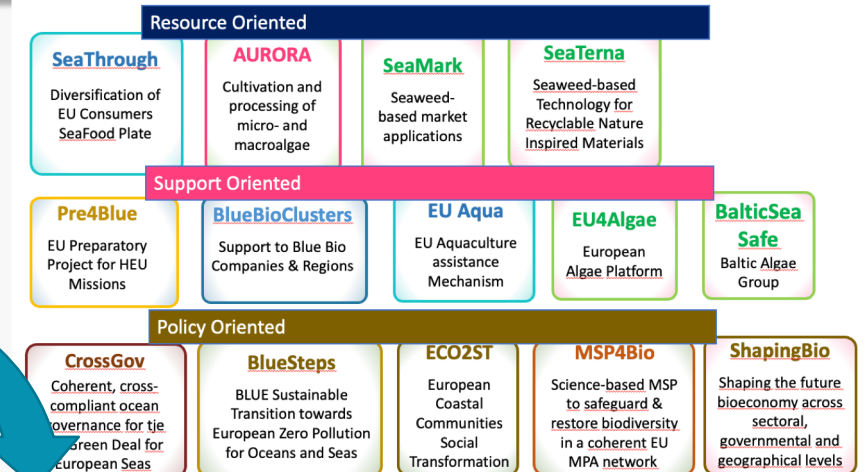 Resource Oriented
SeaThrough
Diversification of
EU Consumers
SeaFood Plate
AURORA
Cultivation and
processing of
micro- and
macroalgae
SeaMark
Seaweed-
based market
applications
SeaTerna
Seaweed-based
Technology for
Recyclable Nature
Inspired Materials
Support Oriented
Pre4Blue
EU Preparatory
Project for HEU
Missions
BlueBioClusters
Support to Blue Bio
Companies & Regions
EU Aqua
EU Aquaculture
assistance
Mechanism
EU4Algae
European
Algae Platform
BalticSea
Safe
Baltic Algae
Group
Policy Oriented
CrossGov
Coherent, cross-
compliant ocean
governance for tje
Green Deal for
European Seas
BlueSteps
BLUE Sustainable
Transition towards
European Zero Pollution
for Oceans and Seas
ECO2ST
European
Coastal
Communities
Social
Transformation
MSP4Bio
Science-based MSP
to safeguard &
restore biodiversity
in a coherent EU
MPA network
ShapingBio
Shaping the future
bioeconomy across
sectoral,
governmental and
geographical levels